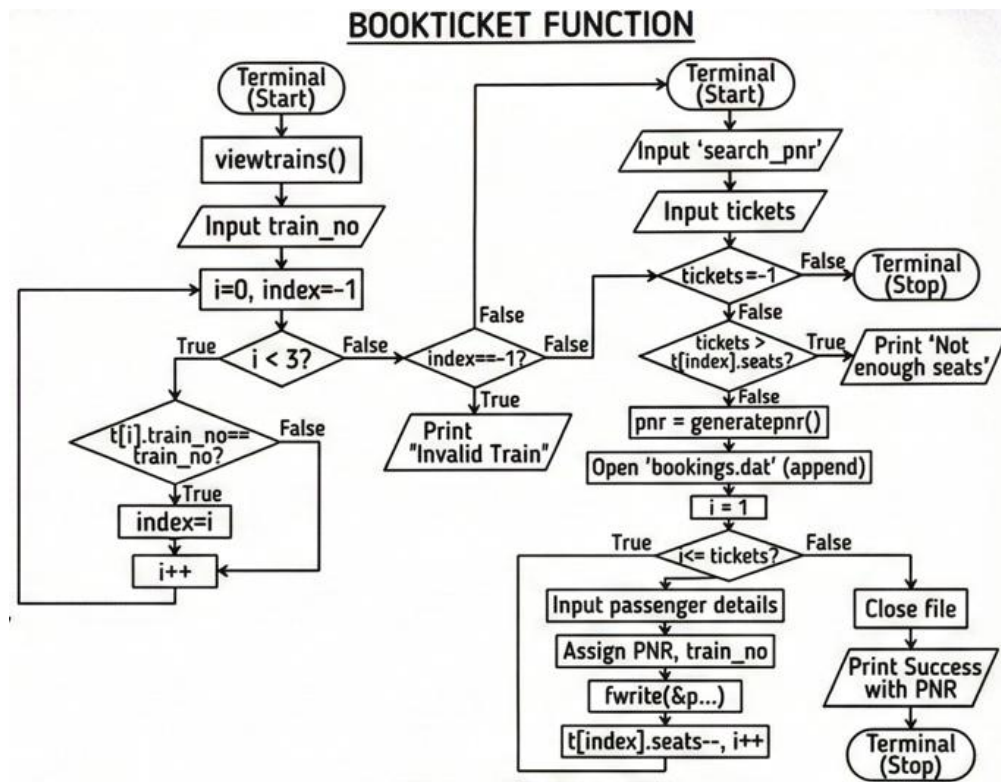 BOOKTICKET FUNCTION
Terminal
(Start)
viewtrains()
Input train_no
i=0, index=-1
i < 3?
True
False
t[i].train_no==
train_no?
False
True
index=i
i++
index==-1?
False
False
True
Print
"Invalid Train"
Terminal
(Start)
Input ‘search_pnr’
Input tickets
tickets=-1
False
Terminal
(Stop)
False
tickets >
t[index].seats?
True
Print ‘Not
enough seats’
False
pnr = generatepnr()
Open ‘bookings.dat’ (append)
i = 1
i<= tickets?
True
False
Input passenger details
Assign PNR, train_no
fwrite(&p...)
t[index].seats--, i++
Close file
Print Success
with PNR
Terminal
(Stop)